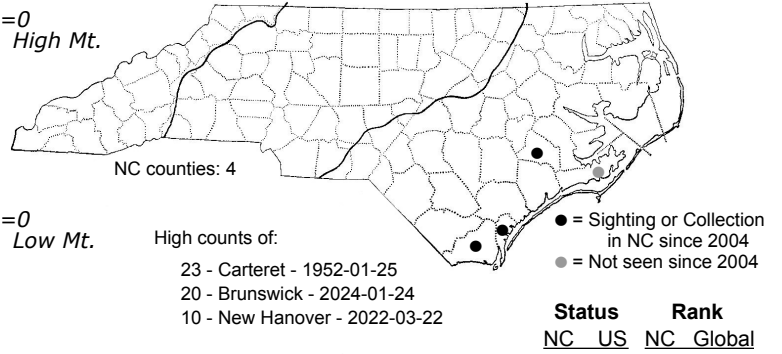 =0
High Mt.
NC counties: 4
=0
Low Mt.
High counts of:
23 - Carteret - 1952-01-25
20 - Brunswick - 2024-01-24
10 - New Hanover - 2022-03-22
● = Sighting or Collection
in NC since 2004
● = Not seen since 2004
Status Rank
NC US NC Global